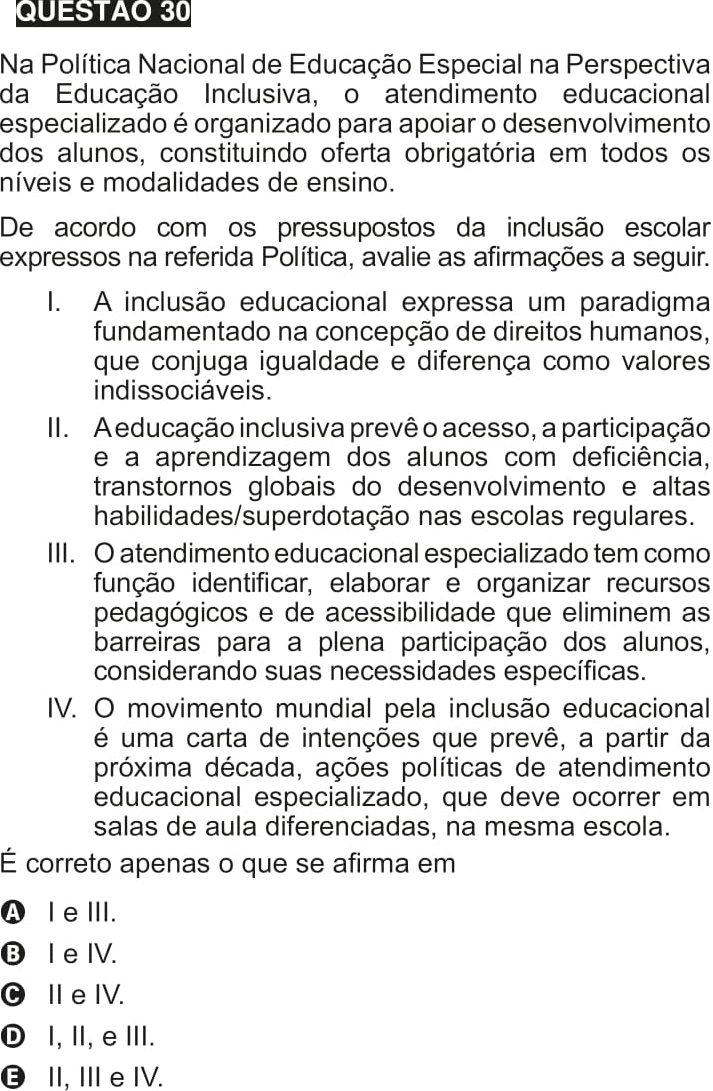 QUESTÃO 30
Na Política Nacional de Educação Especial na Perspectiva
da Educação Inclusiva, o atendimento educacional
especializado é organizado para apoiar o desenvolvimento
dos alunos, constituindo oferta obrigatória em todos os
níveis e modalidades de ensino.
De acordo com os pressupostos da inclusão escolar
expressos na referida Política, avalie as afirmações a seguir.
I. A inclusão educacional expressa um paradigma
fundamentado na concepção de direitos humanos,
que conjuga igualdade e diferença como valores
indissociáveis.
II. A educação inclusiva prevê o acesso, a participação
e a aprendizagem dos alunos com deficiência,
transtornos globais do desenvolvimento e altas
habilidades/superdotação nas escolas regulares.
III. O atendimento educacional especializado tem como
função identificar, elaborar e organizar recursos
pedagógicos e de acessibilidade que eliminem as
barreiras para a plena participação dos alunos,
considerando suas necessidades específicas.
IV. O movimento mundial pela inclusão educacional
é uma carta de intenções que prevê, a partir da
próxima década, ações políticas de atendimento
educacional especializado, que deve ocorrer em
salas de aula diferenciadas, na mesma escola.
É correto apenas o que se afirma em
A I e III.
B I e IV.
C II e IV.
D I, II, e III.
E II, III e IV.